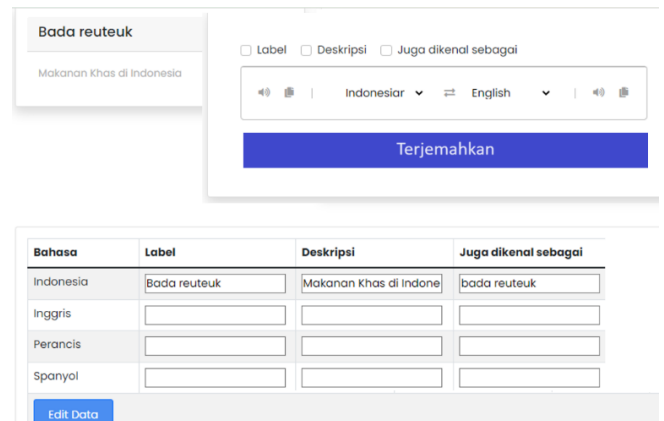 Bada reuteuk
Makanan Khas di Indonesia
Label Deskripsi Juga dikenal sebagai
Indonesiar English
Terjemahkan
Bahasa Label Deskripsi Juga dikenal sebagai
Indonesia Bada reuteuk Makanan Khas di Indone bada reuteuk
Inggris
Perancis
Spanyol
Edit Data